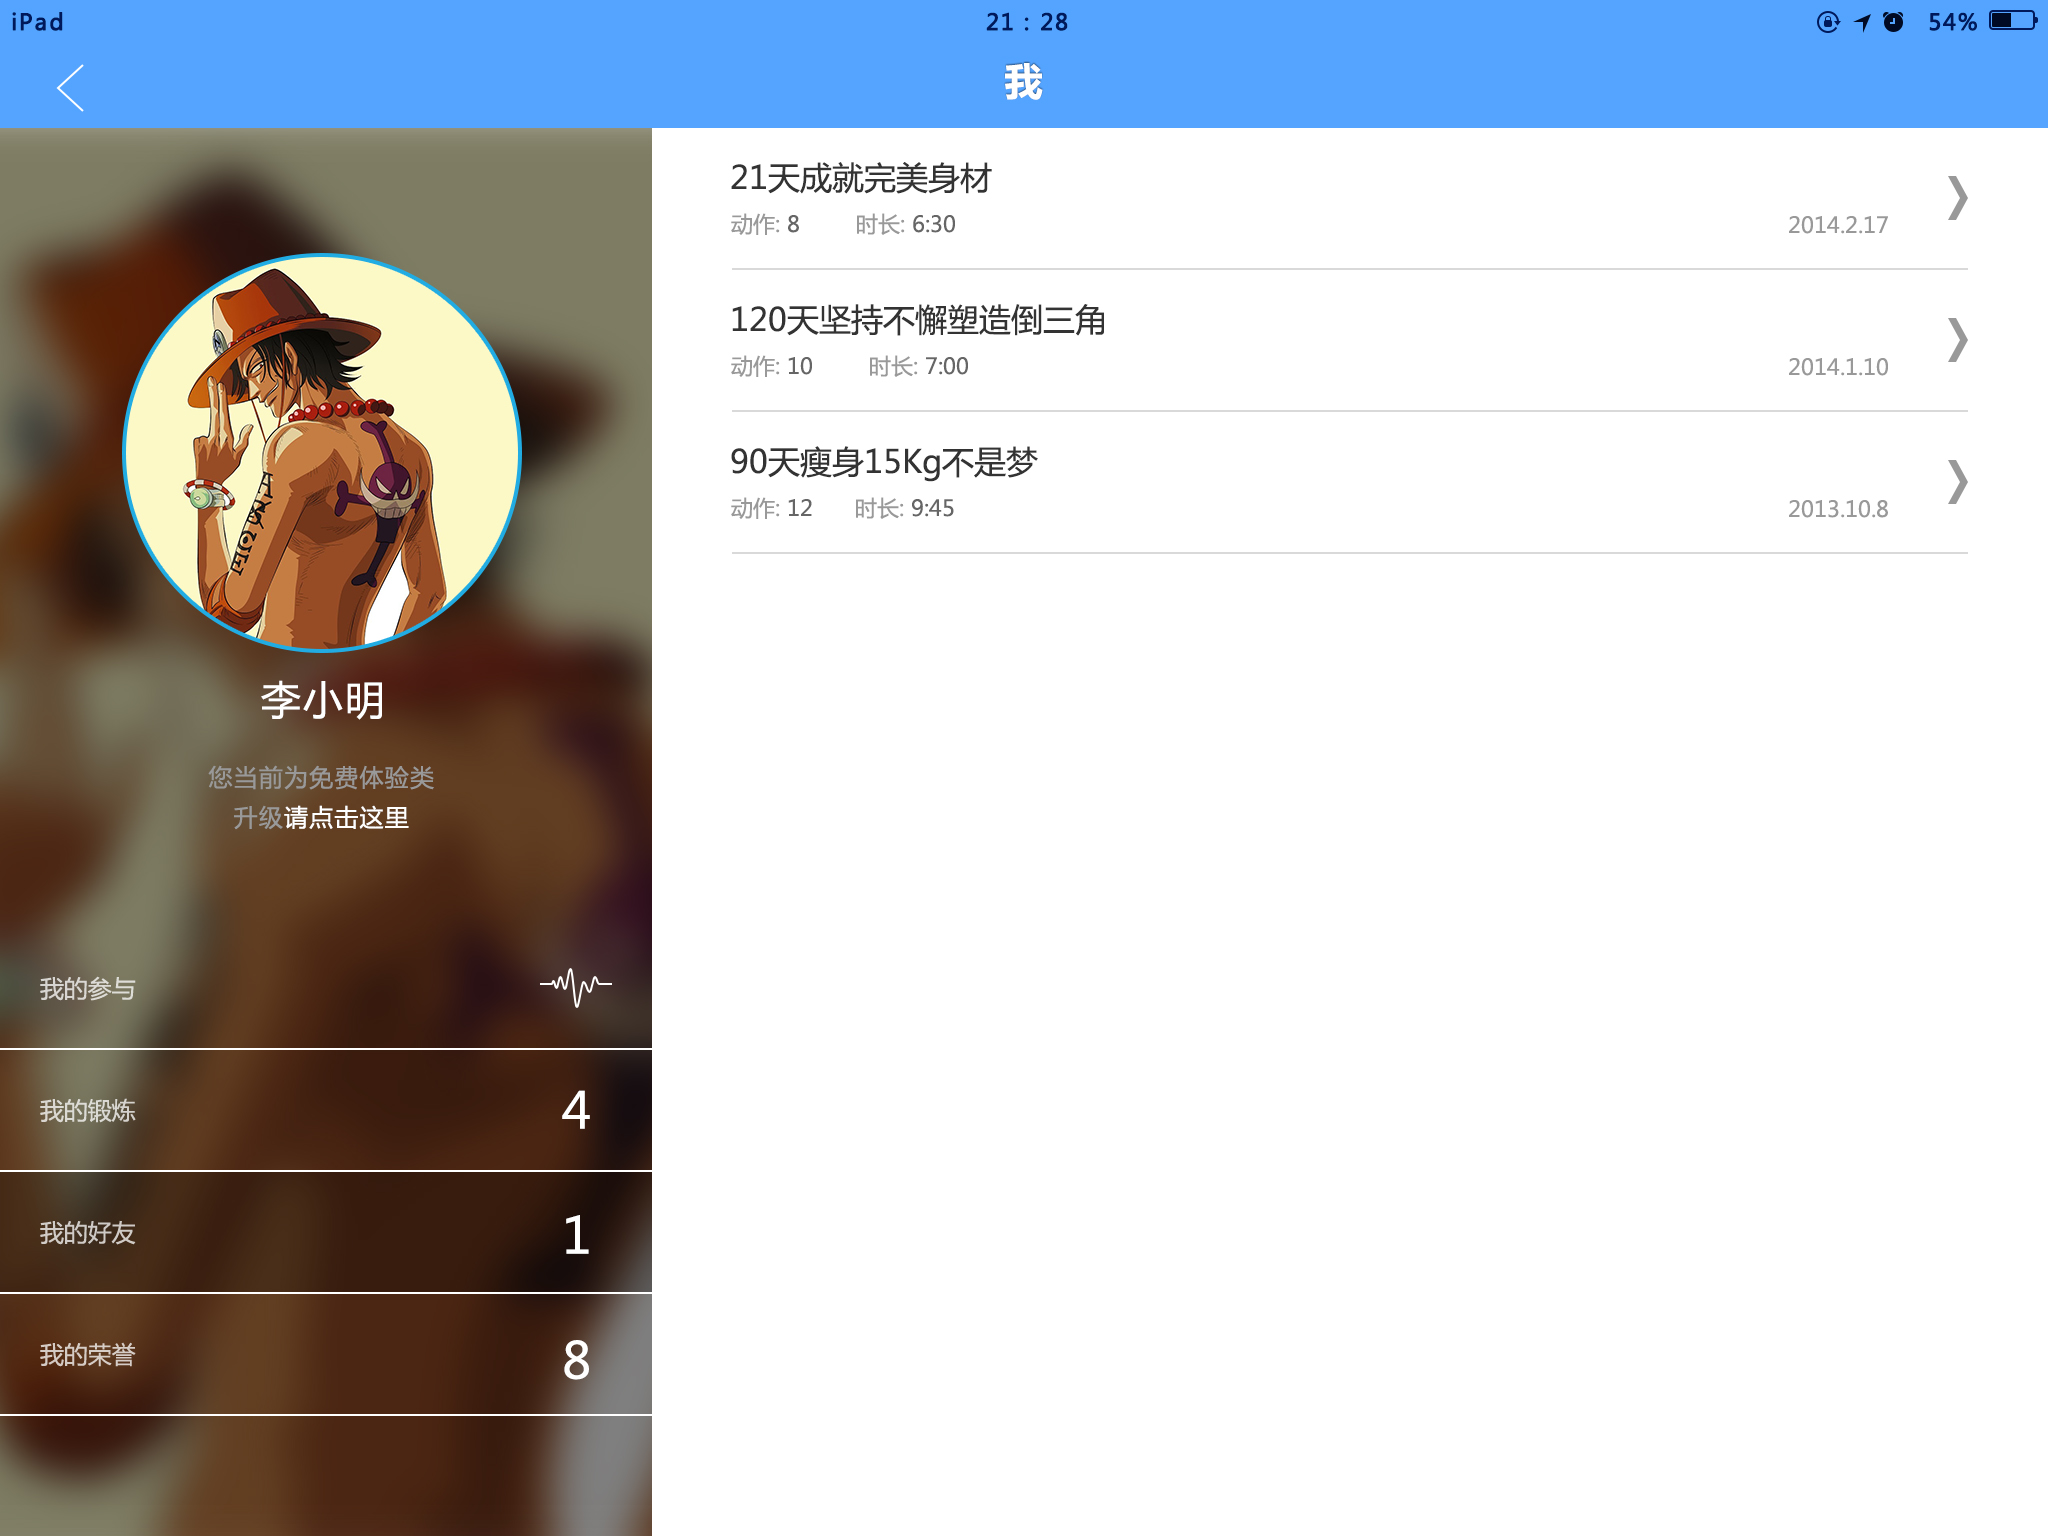 iPad
21：28
54%
我
李小明
您当前为免费体验类
升级请点击这里
我的参与
我的锻炼
4
我的好友
1
我的荣誉
8
21天成就完美身材
动作: 8 时长: 6:30
2014.2.17
120天坚持不懈塑造倒三角
动作: 10 时长: 7:00
2014.1.10
90天瘦身15Kg不是梦
动作: 12 时长: 9:45
2013.10.8